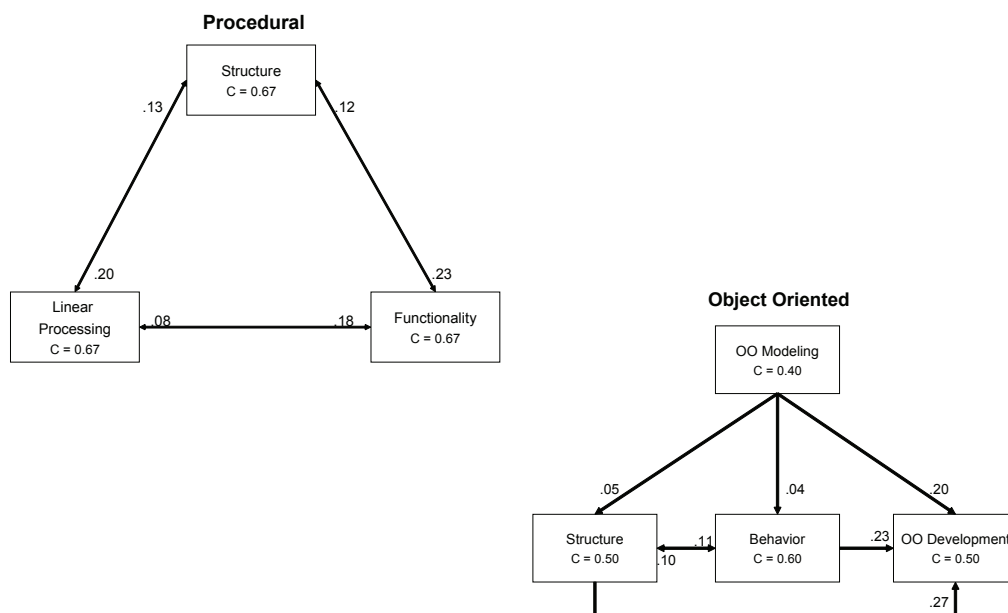 Procedural
Structure
C = 0.67
.13
.12
.20
.23
Linear
Processing
C = 0.67
.08
.18
Functionality
C = 0.67
Object Oriented
OO Modeling
C = 0.40
.05
.04
.20
Structure
C = 0.50
.11
.10
Behavior
C = 0.60
.23
OO Development
C = 0.50
.27